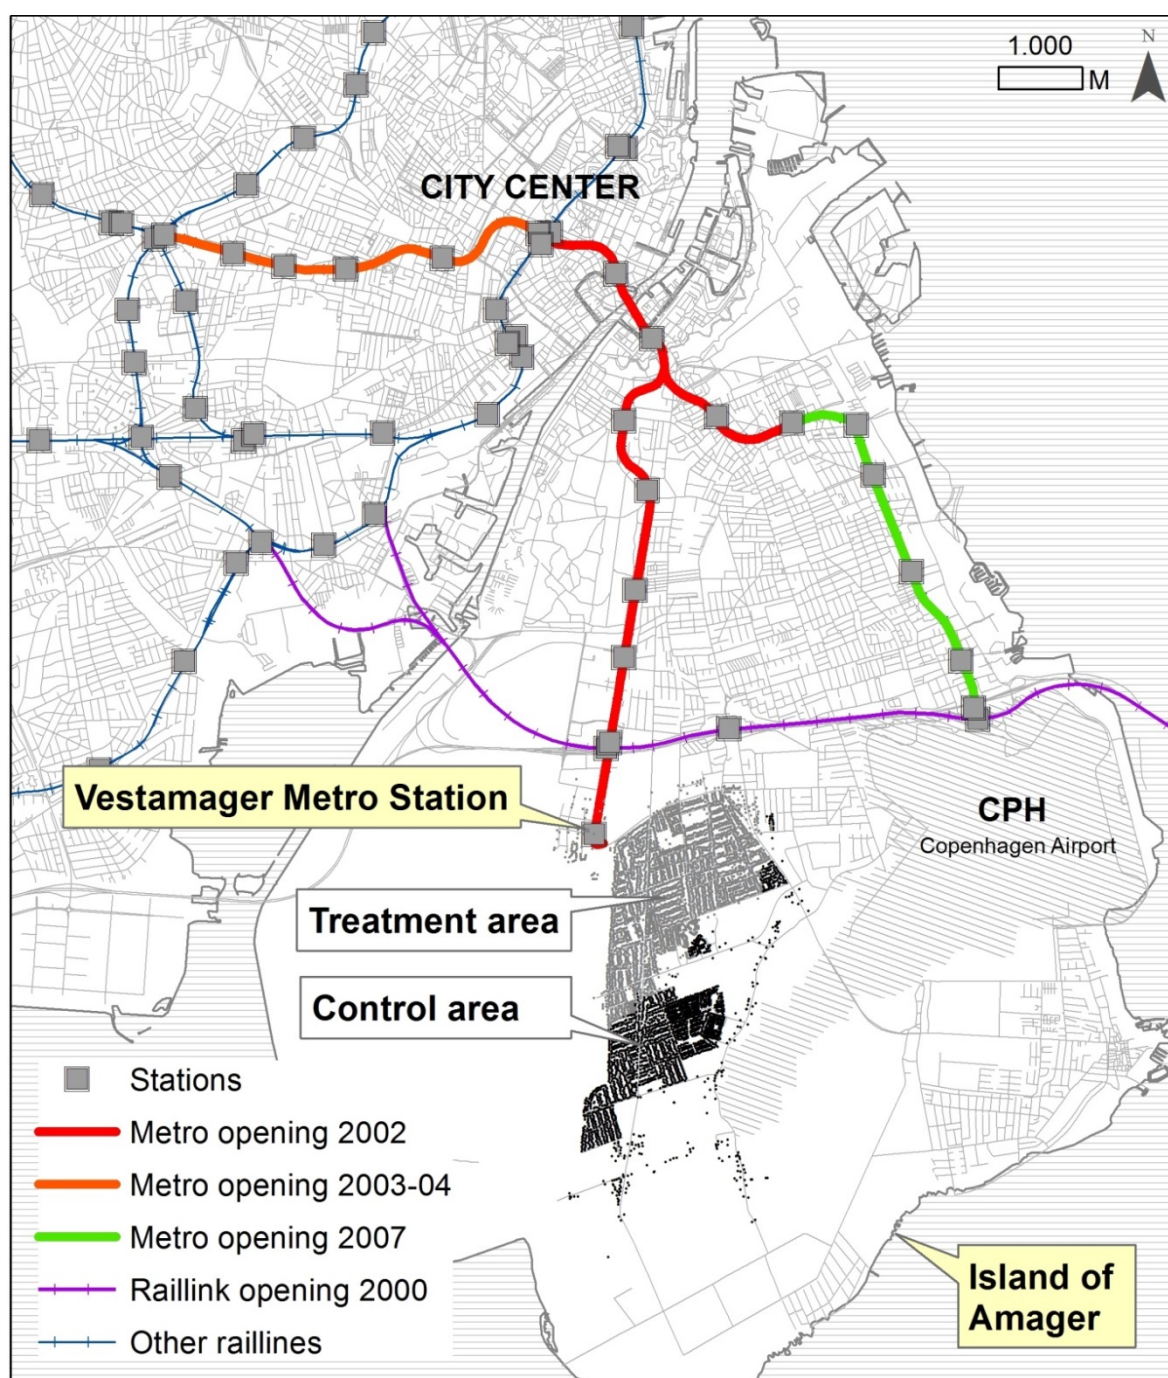 1.000
M
N
CITY CENTER
Vestamager Metro Station
CPH
Copenhagen Airport
Treatment area
Control area
Stations
Metro opening 2002
Metro opening 2003-04
Metro opening 2007
Raillink opening 2000
Other raillines
Island of
Amager